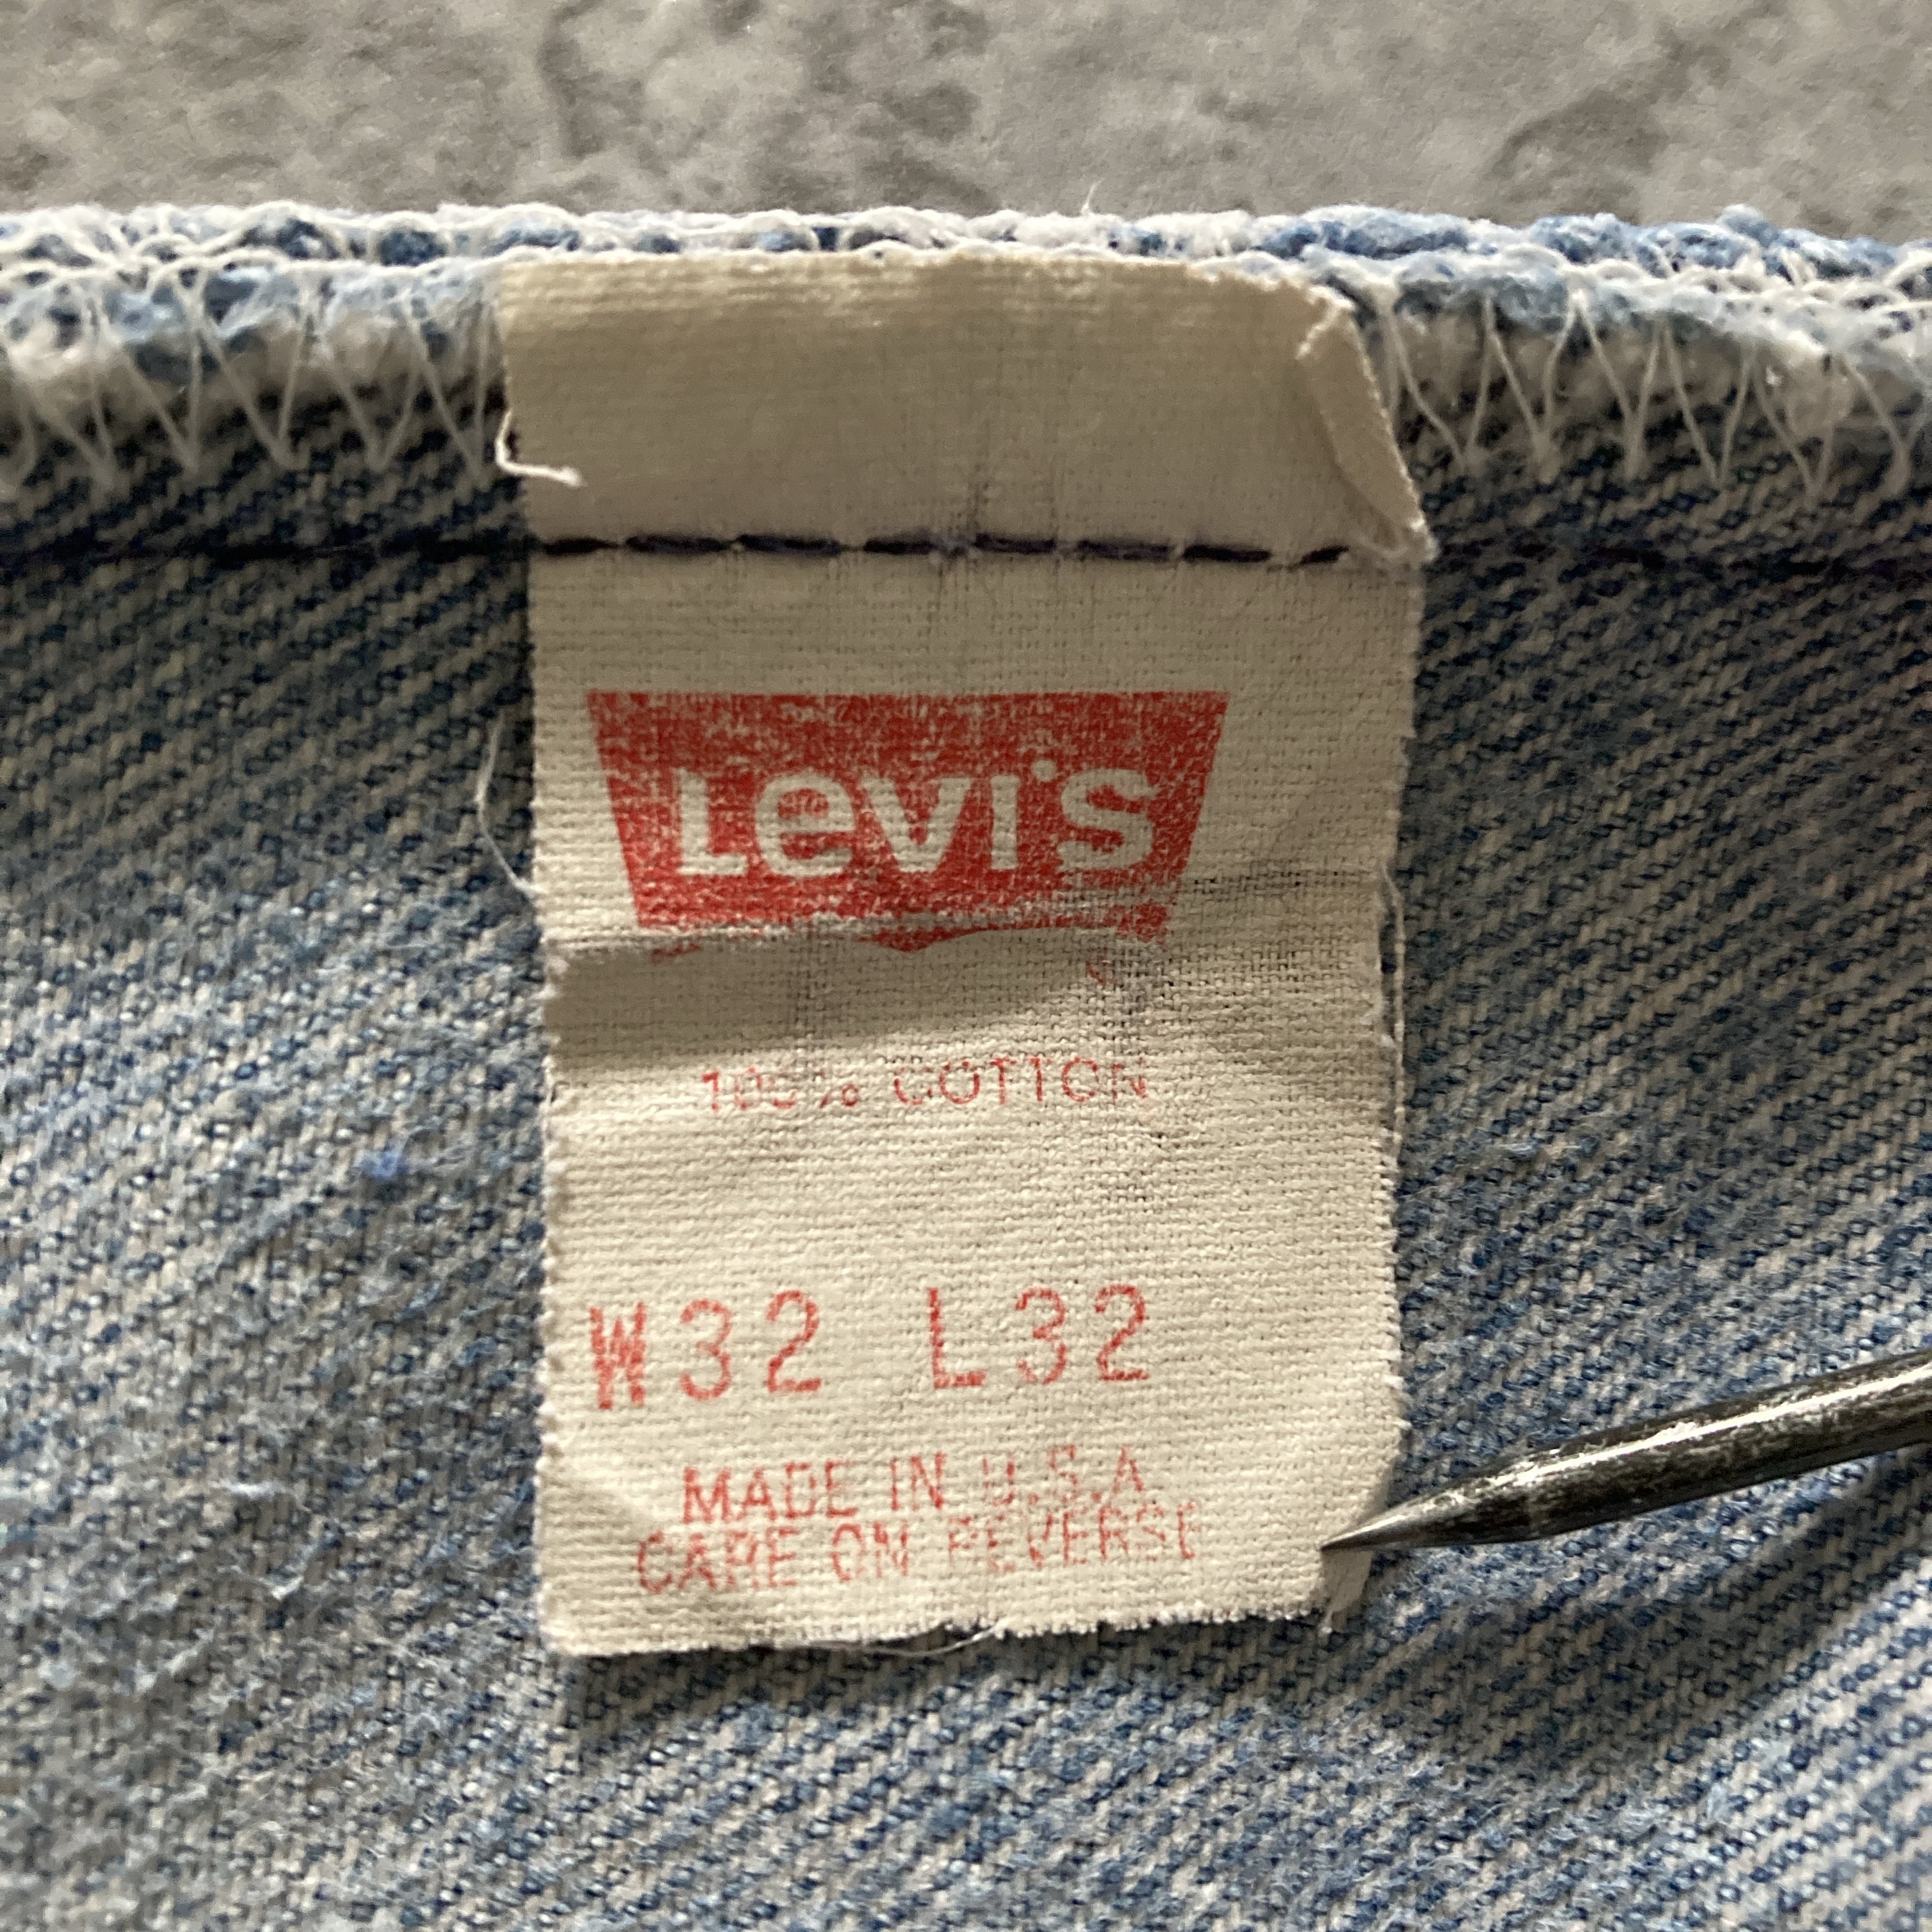 Levi's
100% COTTON
W32 L32
MADE IN U.S.A
CARE ON REVERSE